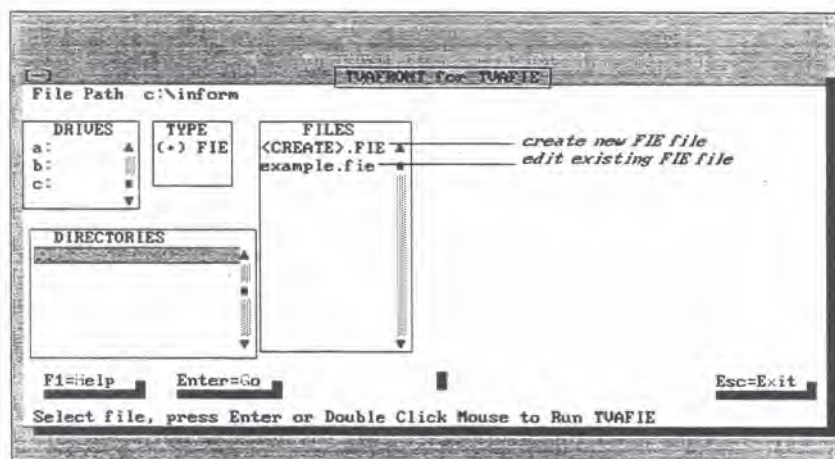 TVAFRONT for TVAFIE
File Path c:\inform
DRIVES
a:
b:
c:
TYPE
(•) FIE
FILES
<CREATE>.FIE
example.fie
create new FIE file
edit existing FIE file
DIRECTORIES
F1=Help
Enter=Go
Esc=Exit
Select file, press Enter or Double Click Mouse to Run TVAFIE